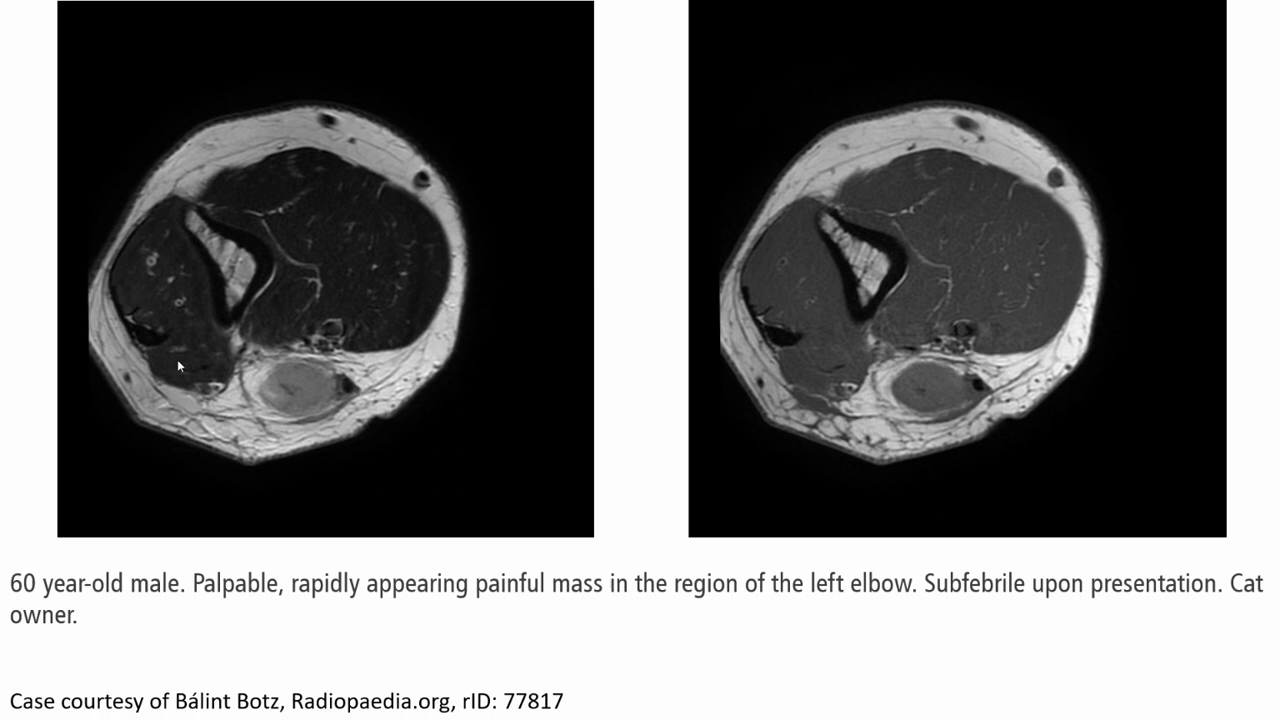 60 year-old male. Palpable, rapidly appearing painful mass in the region of the left elbow. Subfebrile upon presentation. Cat
owner.
Case courtesy of Bálint Botz, Radiopaedia.org, rID: 77817